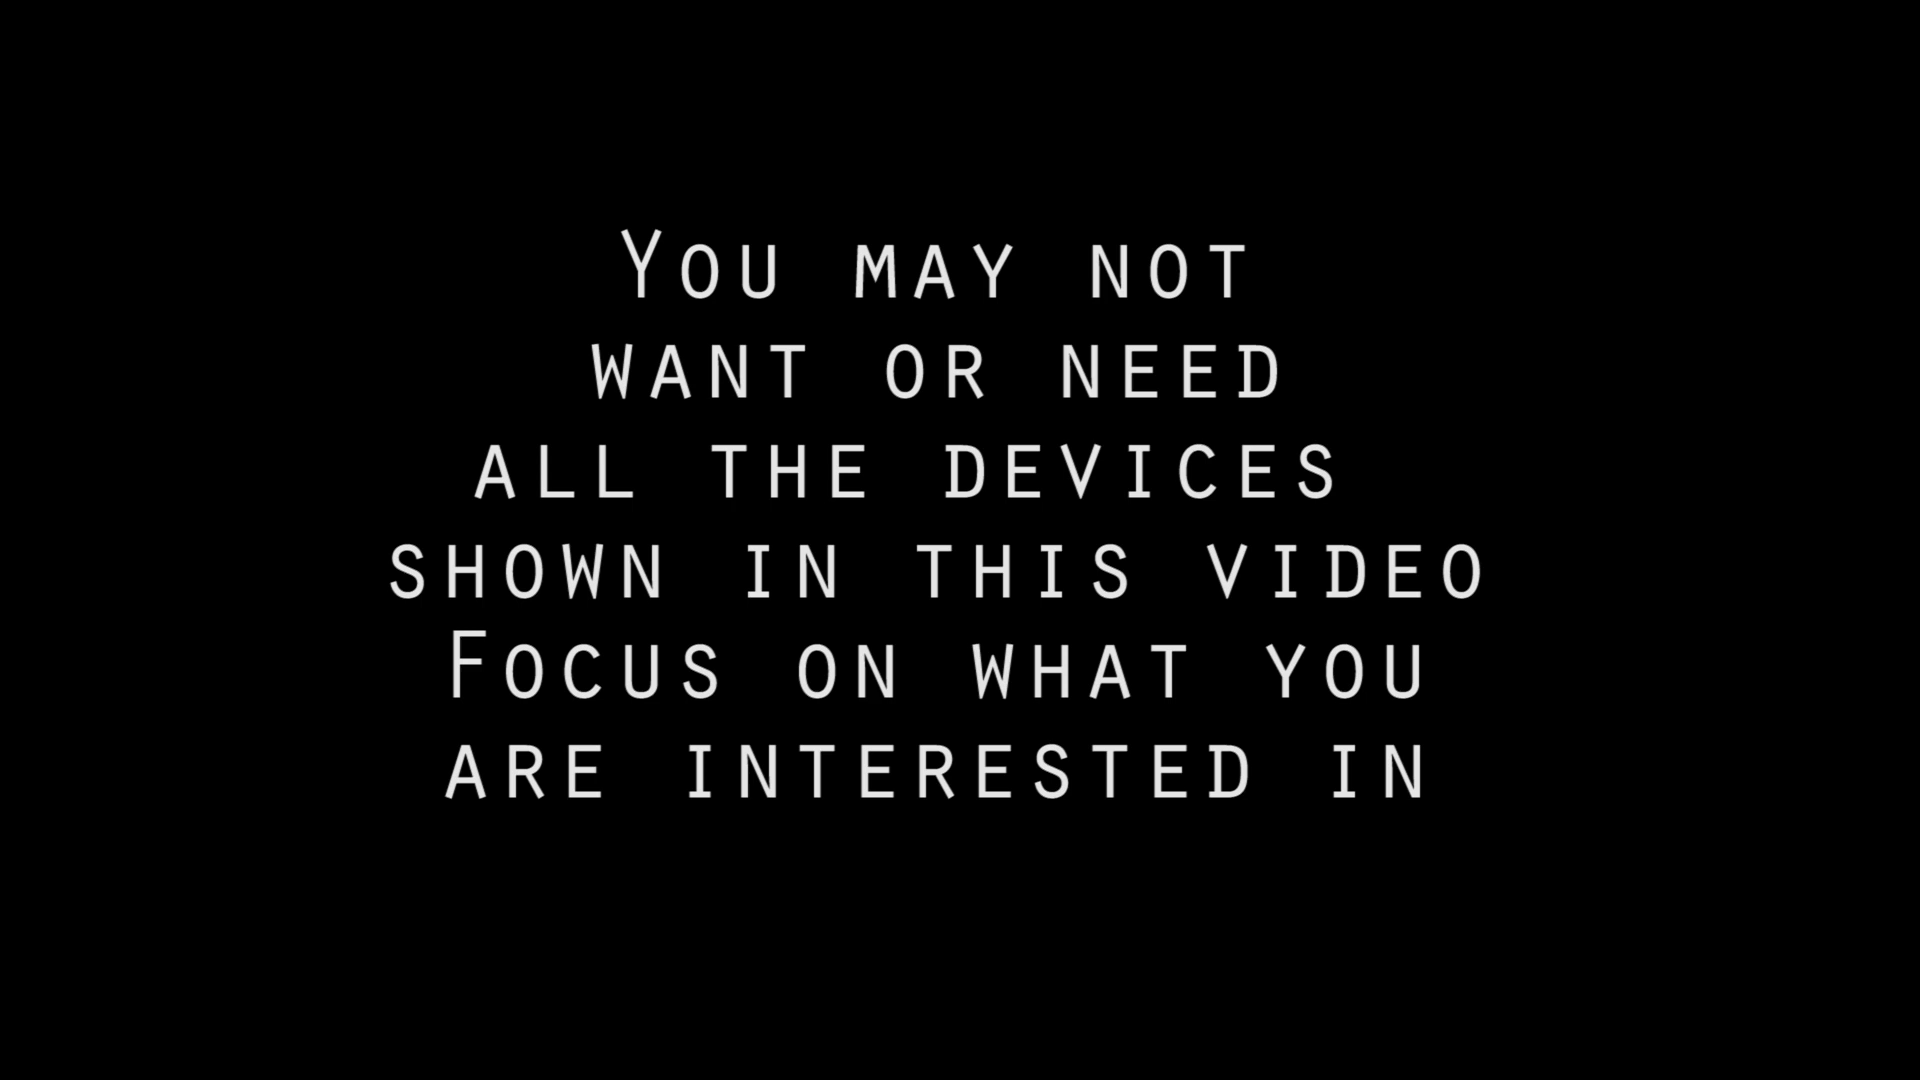 You may not
want or need
all the devices
shown in this video
Focus on what you
are interested in